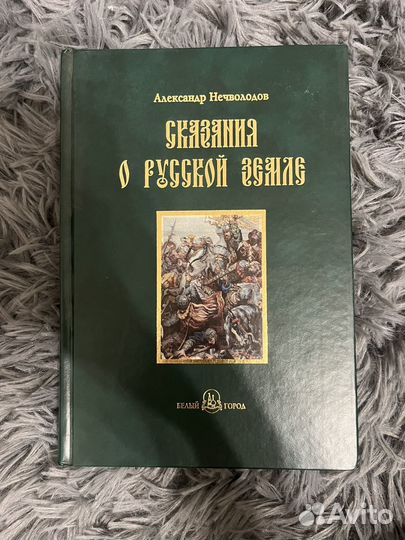 Александр Нечволодов
СКАЗАНИЯ
О РУССКОЙ ЗЕМЛЕ
БЕЛЫЙ ГОРОД
Avito